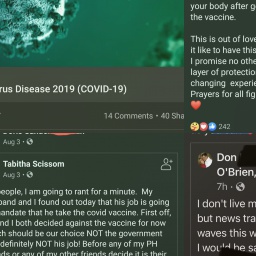 your body after g
the vaccine.
This is out of love
it like to have this
I promise no othe
layer of protectio
changing experie
Prayers for all fig
242
rus Disease 2019 (COVID-19)
14 Comments • 40 Shar
Aug 3 •
Tabitha Scissom
Aug 3 •
people, I am going to rant for a minute. My
band and I found out today that his job is going
mandate that he take the covid vaccine. First off,
and I both decided against the vaccine for now
ch should be our choice NOT the government
definitely NOT his job! Before any of my PH
ds or any of my other friends decide it is their
Don
O'Brien,
7h •
I don't live m
but news tra
waves this w
I would be sa